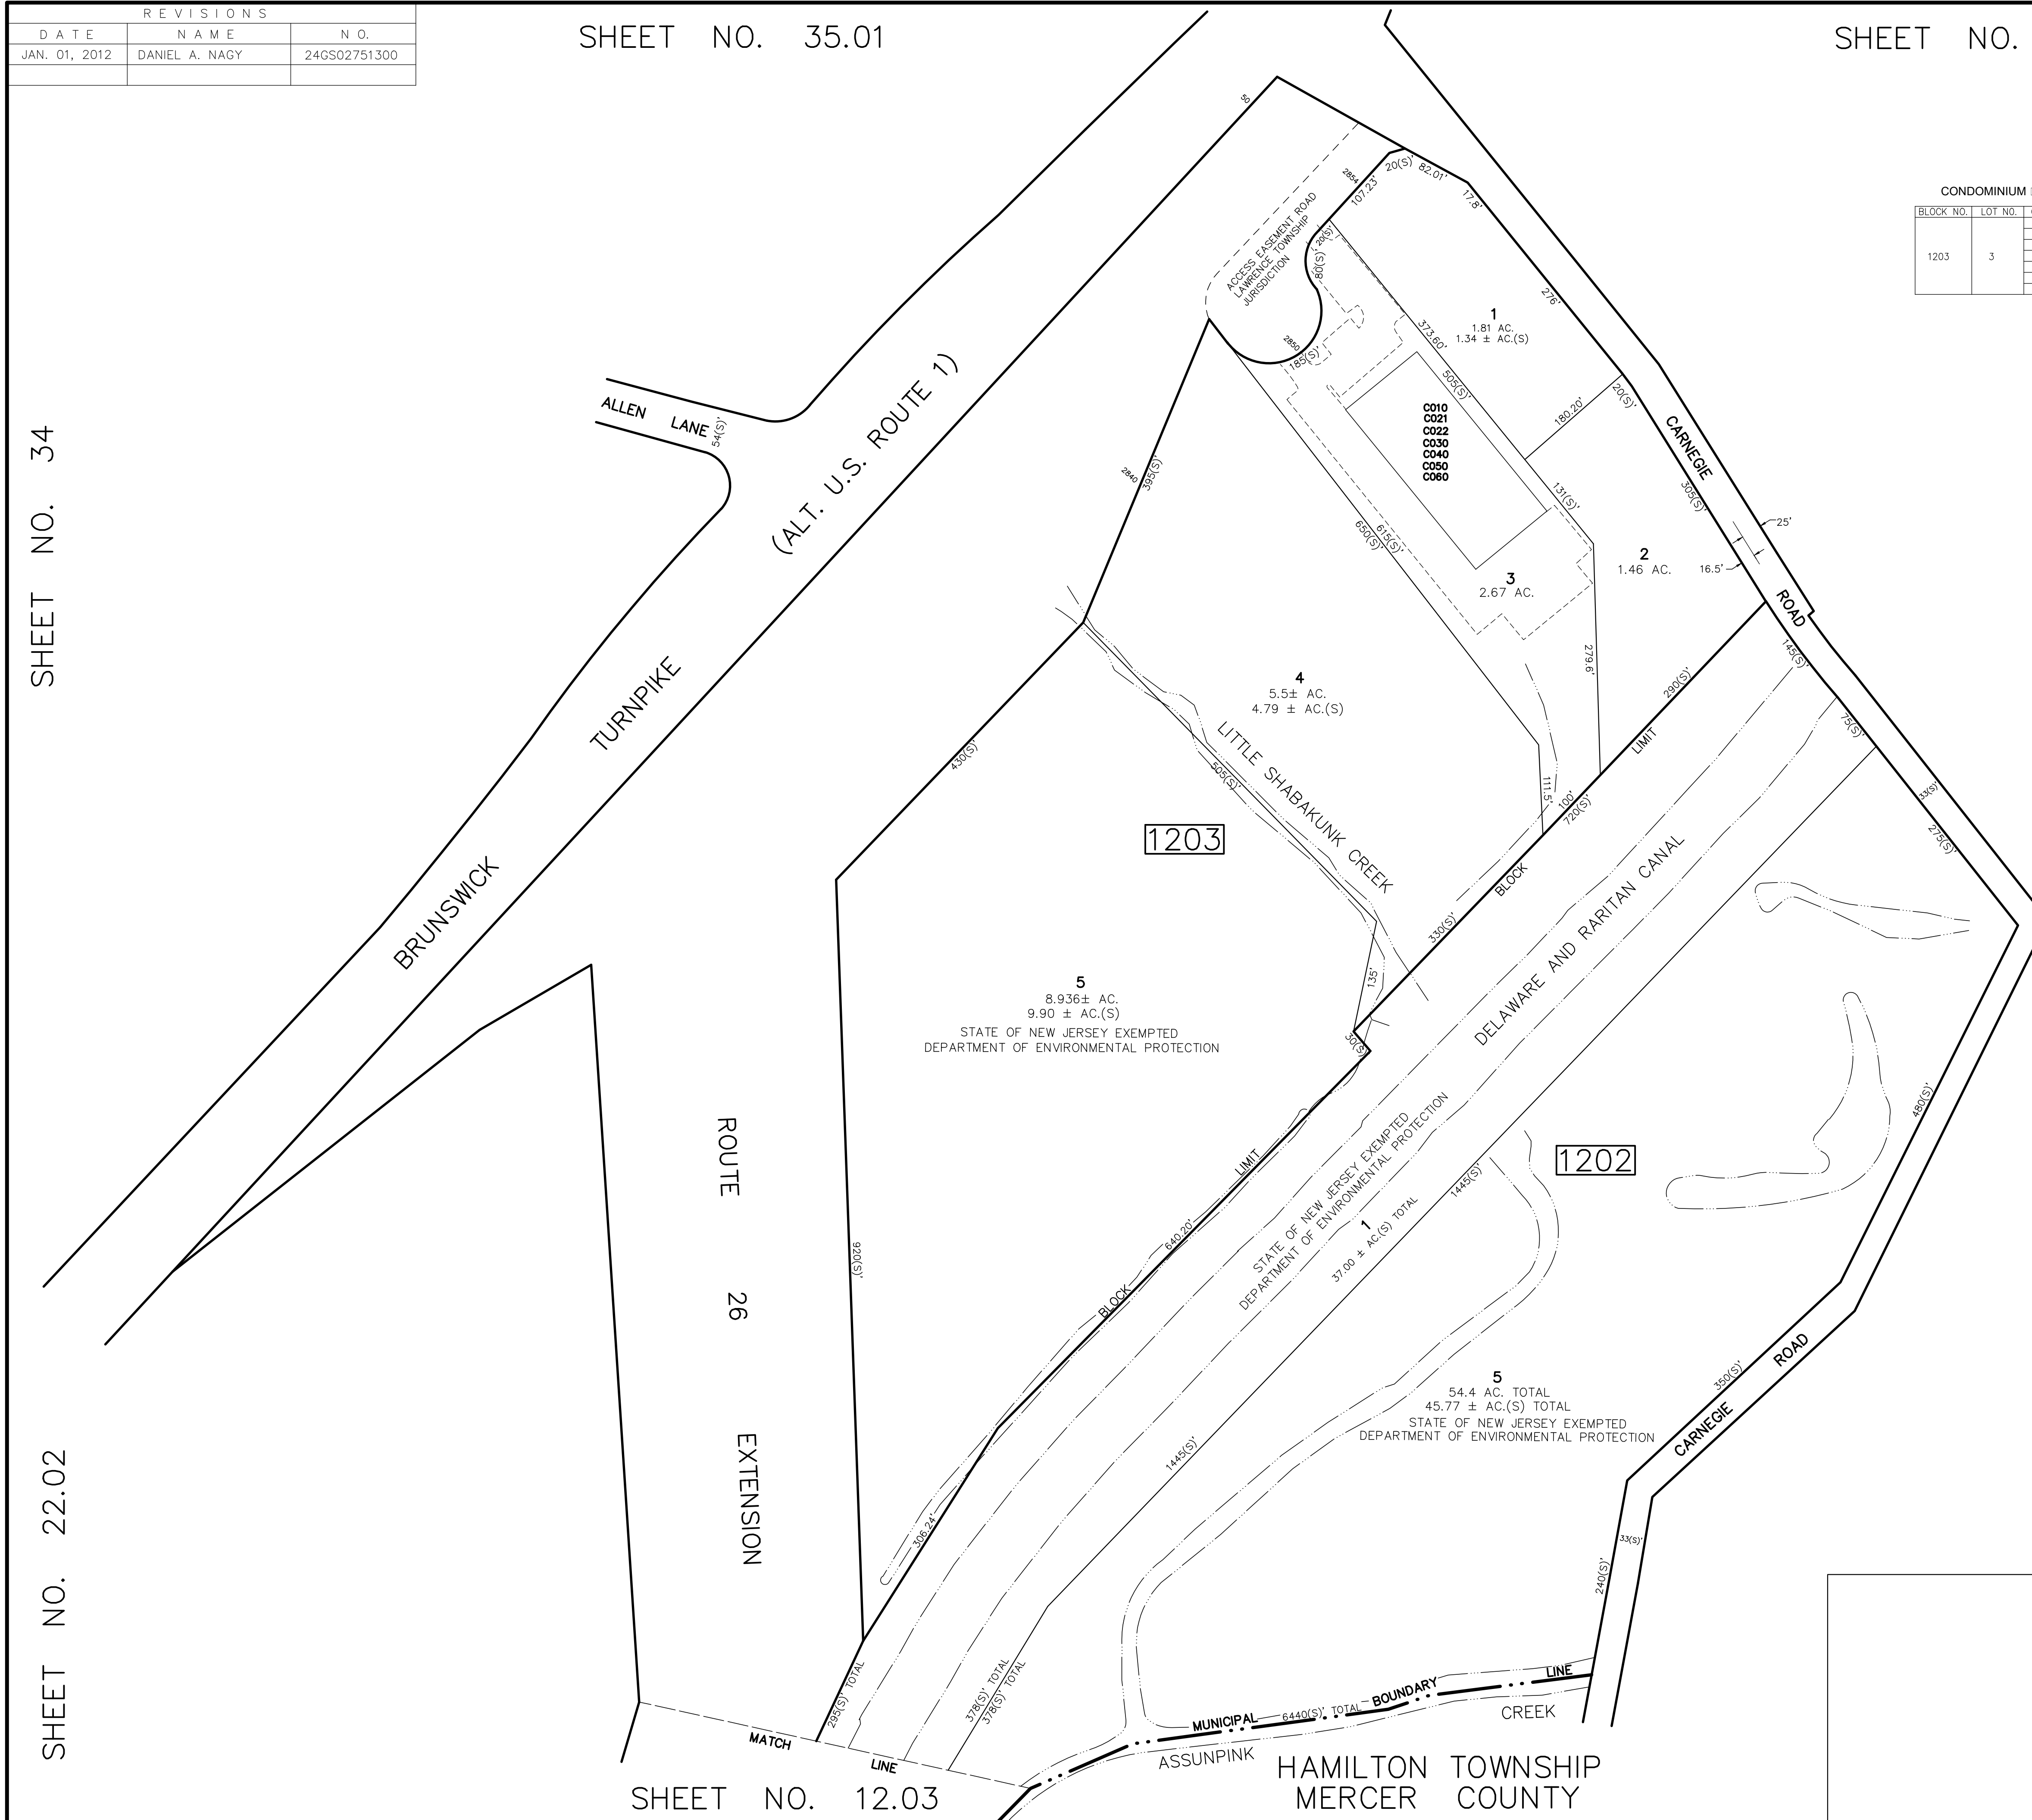 REVISIONS
DATE NAME NO.
JAN. 01, 2012 DANIEL A. NAGY 24GS02751300
SHEET NO. 35.01
SHEET NO.
CONDOMINIUM
BLOCK NO. LOT NO.
1203 3
50
2854
107.23'
20(S)'
82.01'
17.8'
ACCESS EASEMENT ROAD
LAWRENCE TOWNSHIP
JURISDICTION
20(S)'
80(S)'
276'
1
1.81 AC.
1.34 ± AC.(S)
2850
185(S)'
373.60'
505(S)'
180.20'
20(S)'
ALLEN LANE
54(S)'
(ALT. U.S. ROUTE 1)
C010
C021
C022
C030
C040
C050
C060
CARNEGIE
ROAD
SHEET NO. 34
2840
395(S)'
131(S)'
305(S)'
25'
16.5'
650(S)'
615(S)'
2
1.46 AC.
3
2.67 AC.
TURNPIKE
BRUNSWICK
279.6'
145(S)'
290(S)'
4
5.5± AC.
4.79 ± AC.(S)
LITTLE SHABAKUNK CREEK
430(S)'
505(S)'
75(S)'
LIMIT
111.5'
100'
720(S)'
33(S)'
275(S)'
1203
BLOCK
330(S)'
DELAWARE AND RARITAN CANAL
135'
5
8.936± AC.
9.90 ± AC.(S)
STATE OF NEW JERSEY EXEMPTED
DEPARTMENT OF ENVIRONMENTAL PROTECTION
30(S)'
480(S)'
ROUTE 26 EXTENSION
LIMIT
1202
STATE OF NEW JERSEY EXEMPTED
DEPARTMENT OF ENVIRONMENTAL PROTECTION
1445(S)'
1
37.00 ± AC.(S) TOTAL
640.20'
920(S)'
BLOCK
5
54.4 AC. TOTAL
45.77 ± AC.(S) TOTAL
STATE OF NEW JERSEY EXEMPTED
DEPARTMENT OF ENVIRONMENTAL PROTECTION
350(S)'
CARNEGIE ROAD
1445(S)'
SHEET NO. 22.02
306.24'
33(S)'
240(S)'
295(S)' TOTAL
378(S)' TOTAL
378(S)' TOTAL
MUNICIPAL BOUNDARY LINE
6440(S)' TOTAL
ASSUNPINK CREEK
MATCH LINE
SHEET NO. 12.03
HAMILTON TOWNSHIP
MERCER COUNTY